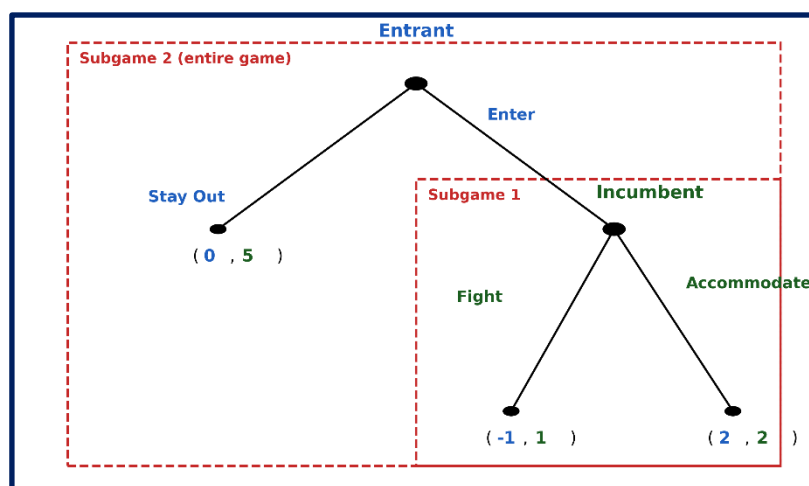 Entrant
Subgame 2 (entire game)
Enter
Stay Out
Subgame 1
Incumbent
( 0 , 5 )
Fight
Accommodate
( -1 , 1 )
( 2 , 2 )